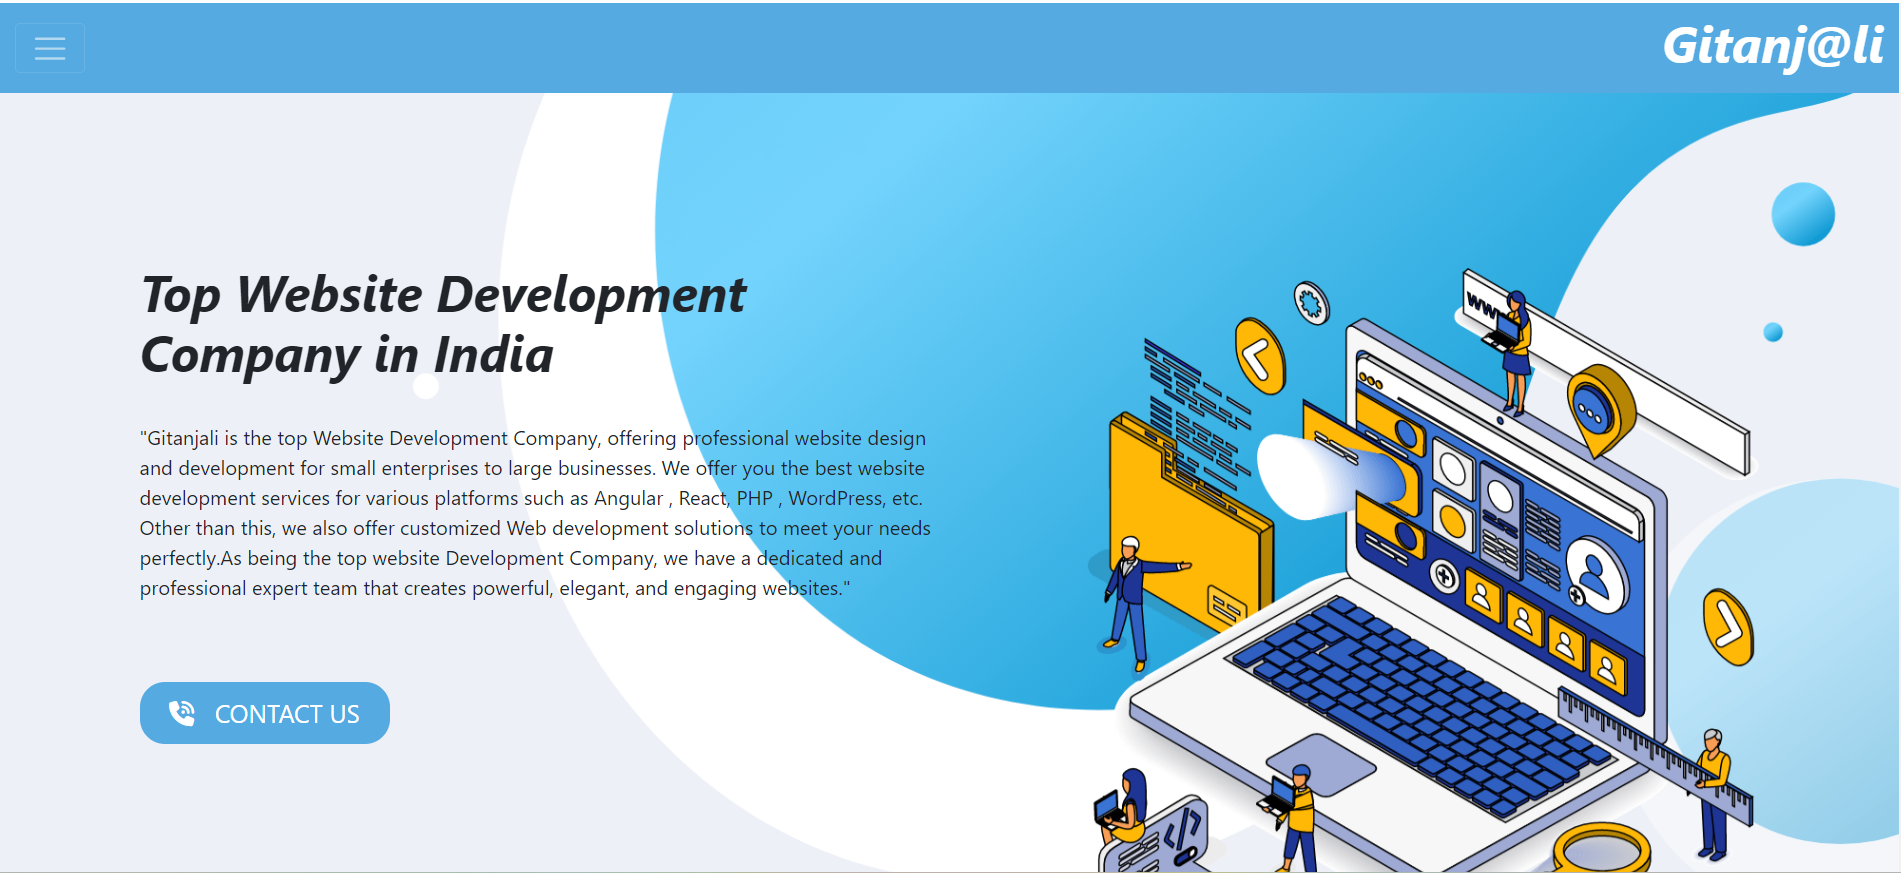 Gitanj@li
Top Website Development
Company in India
"Gitanjali is the top Website Development Company, offering professional website design
and development for small enterprises to large businesses. We offer you the best website
development services for various platforms such as Angular , React, PHP , WordPress, etc.
Other than this, we also offer customized Web development solutions to meet your needs
perfectly.As being the top website Development Company, we have a dedicated and
professional expert team that creates powerful, elegant, and engaging websites."
CONTACT US